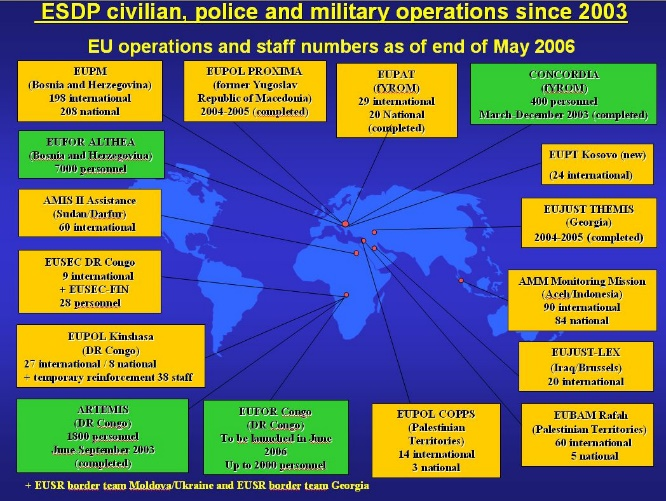 ESDP civilian, police and military operations since 2003
EU operations and staff numbers as of end of May 2006
EUPM
(Bosnia and Herzegovina)
198 international
208 national
EUPOL PROXIMA
(former Yugoslav
Republic of Macedonia)
2004-2005 (completed)
EUPAT
(fYROM)
29 international
20 National
(completed)
CONCORDIA
(fYROM)
400 personnel
March-December 2003 (completed)
EUFOR ALTHEA
(Bosnia and Herzegovina)
7000 personnel
EUPT Kosovo (new)
(24 international)
AMIS II Assistance
(Sudan/Darfur)
60 international
EUJUST THEMIS
(Georgia)
2004-2005 (completed)
EUSEC DR Congo
9 international
+ EUSEC-FIN
28 personnel
AMM Monitoring Mission
(Aceh/Indonesia)
90 international
84 national
EUPOL Kinshasa
(DR Congo)
27 international / 8 national
+ temporary reinforcement 38 staff
EUJUST-LEX
(Iraq/Brussels)
20 international
ARTEMIS
(DR Congo)
1800 personnel
June-September 2003
(completed)
EUFOR Congo
(DR Congo)
To be launched in June
2006
Up to 2000 personnel
EUPOL COPPS
(Palestinian
Territories)
14 international
3 national
EUBAM Rafah
(Palestinian Territories)
60 international
5 national
+ EUSR border team Moldova/Ukraine and EUSR border team Georgia